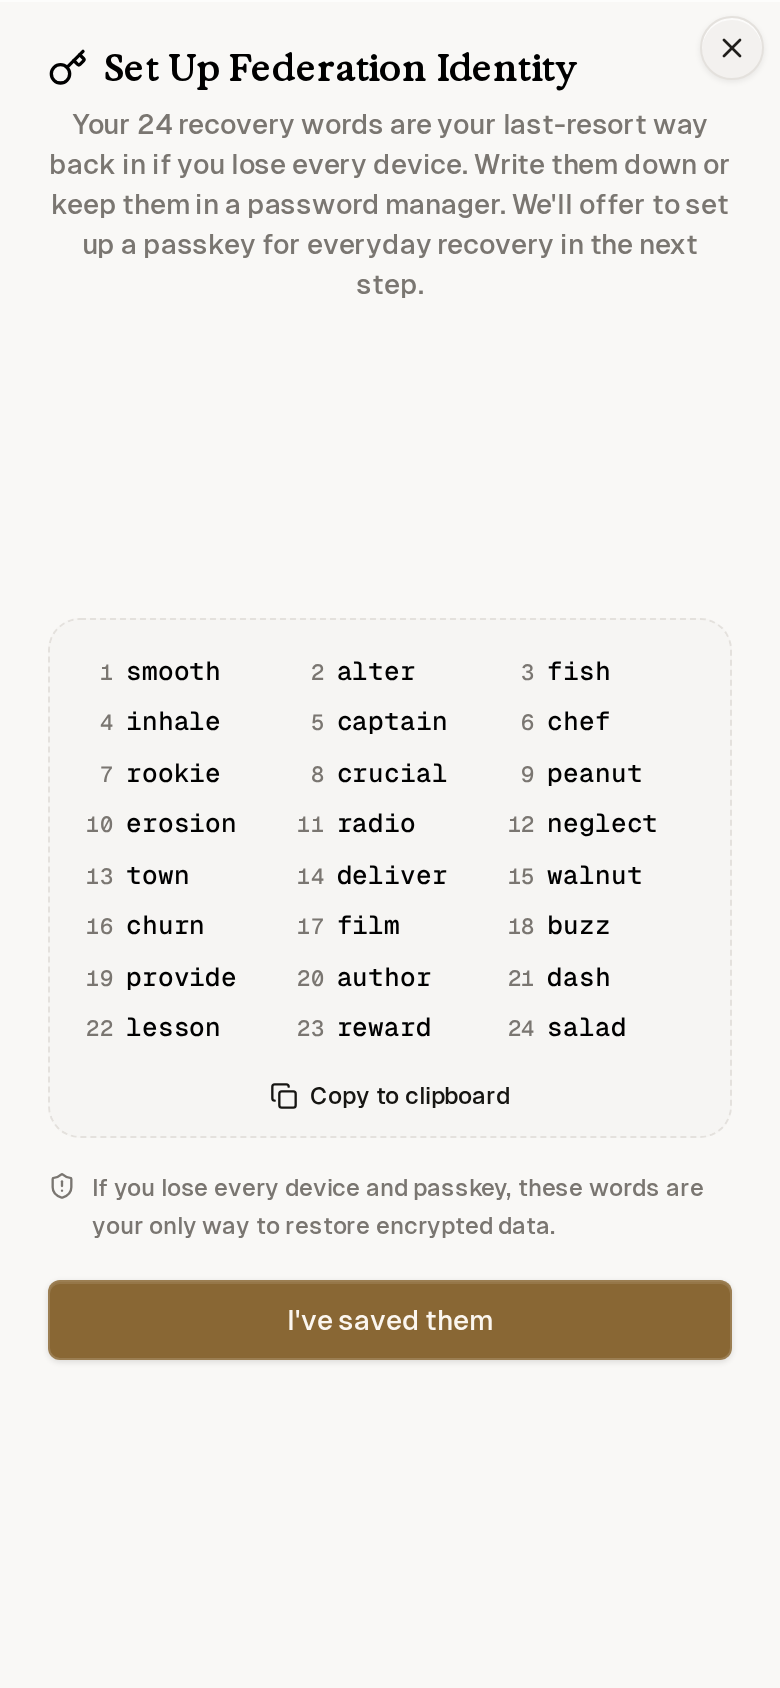 Set Up Federation Identity
Your 24 recovery words are your last-resort way
back in if you lose every device. Write them down or
keep them in a password manager. We'll offer to set
up a passkey for everyday recovery in the next
step.
1 smooth 2 alter 3 fish
4 inhale 5 captain 6 chef
7 rookie 8 crucial 9 peanut
10 erosion 11 radio 12 neglect
13 town 14 deliver 15 walnut
16 churn 17 film 18 buzz
19 provide 20 author 21 dash
22 lesson 23 reward 24 salad
Copy to clipboard
If you lose every device and passkey, these words are
your only way to restore encrypted data.
I've saved them